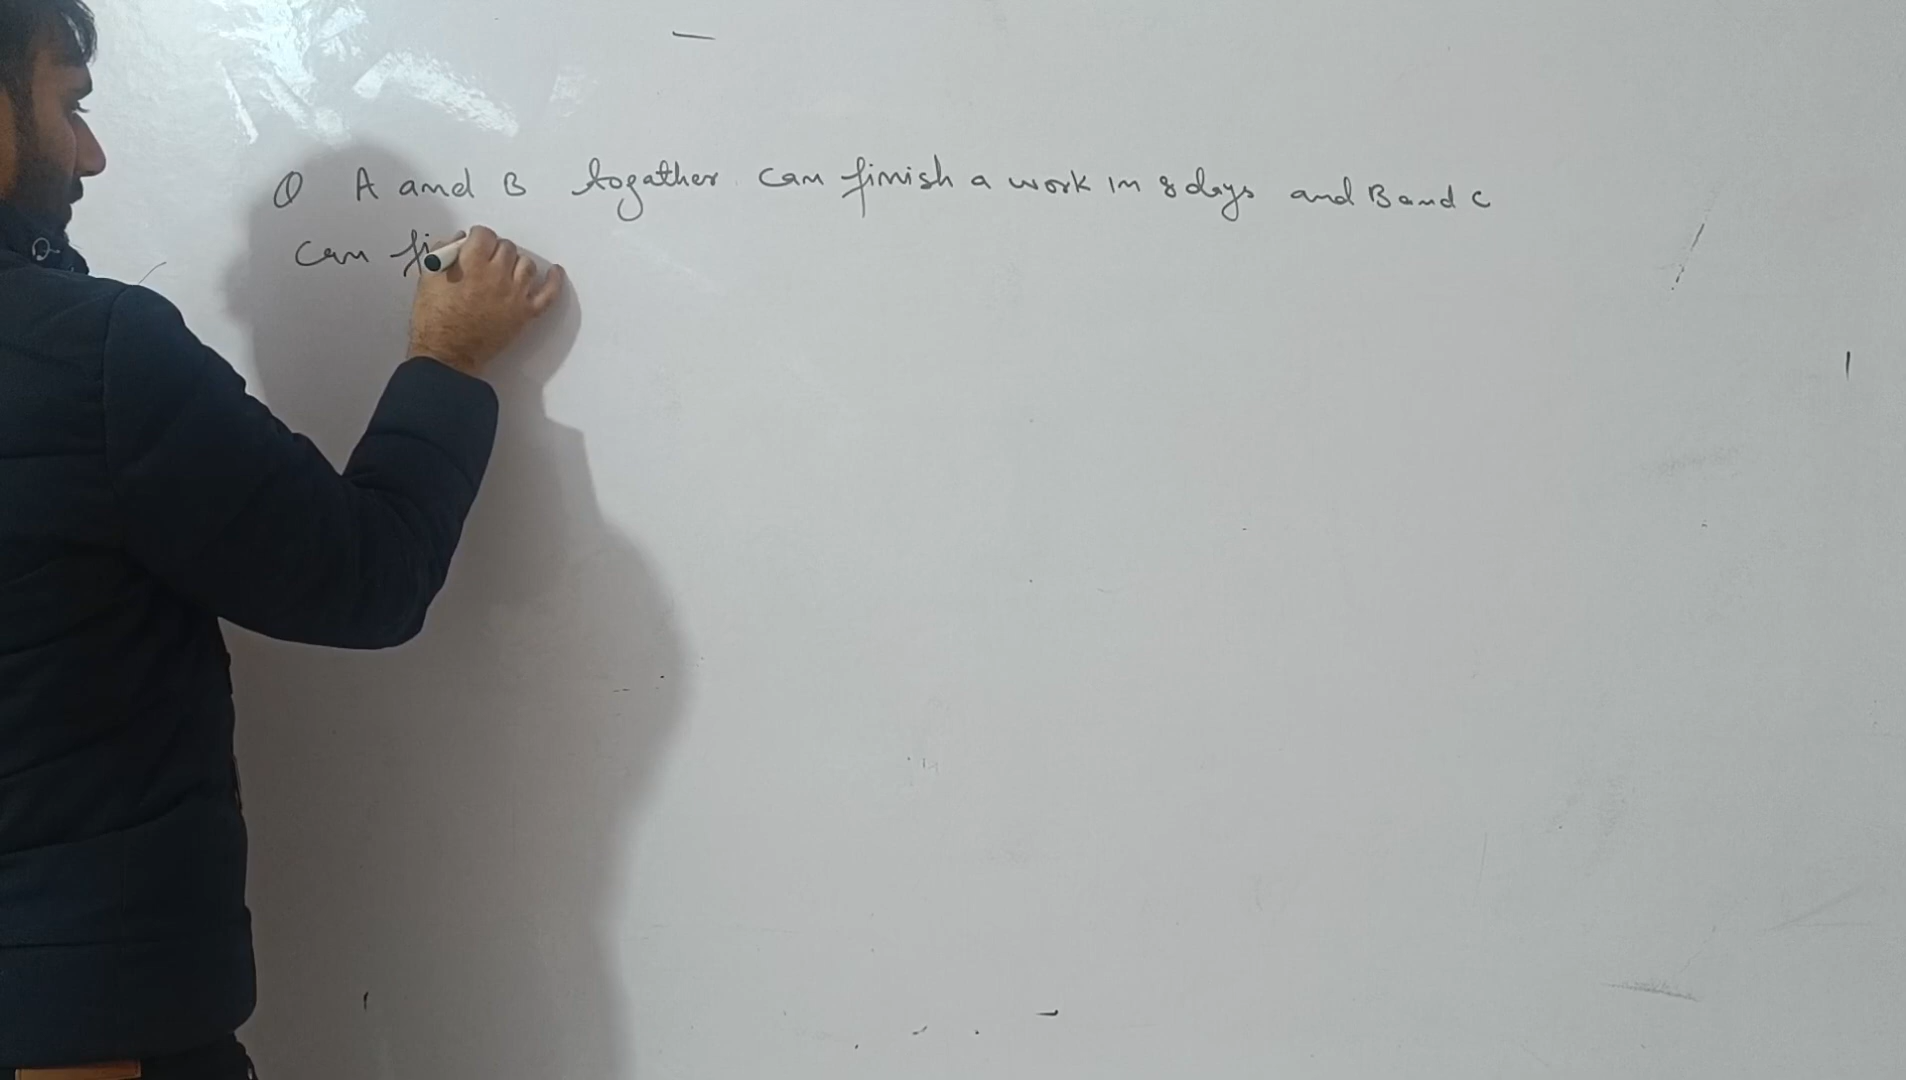 Q A and B togather can finish a work in 8 days and B and C
can fi